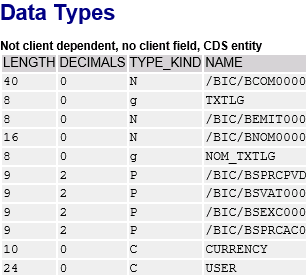 Data Types
Not client dependent, no client field, CDS entity
LENGTH DECIMALS TYPE_KIND NAME
40 0 N /BIC/BCOM0000
8 0 g TXTLG
8 0 N /BIC/BEMIT000
16 0 N /BIC/BNOM0000
8 0 g NOM_TXTLG
9 2 P /BIC/BSPRCPVD
9 2 P /BIC/BSVAT000
9 2 P /BIC/BSEXC000
9 2 P /BIC/BSPRCAC0
10 0 C CURRENCY
24 0 C USER